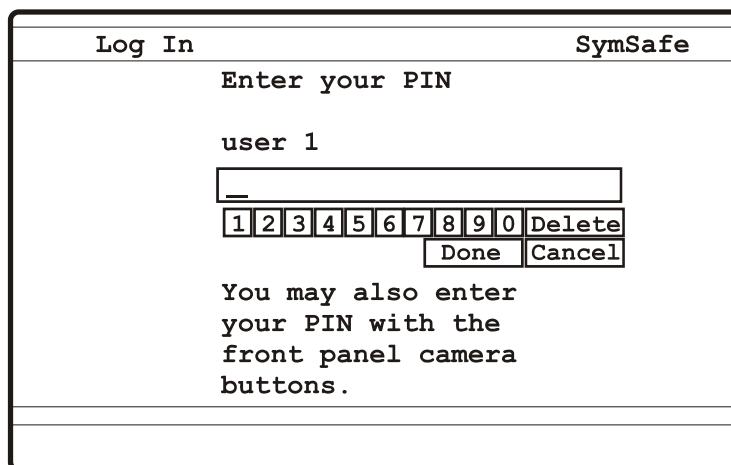 Log In SymSafe
Enter your PIN
user 1
_
1 2 3 4 5 6 7 8 9 0 Delete
Done Cancel
You may also enter
your PIN with the
front panel camera
buttons.